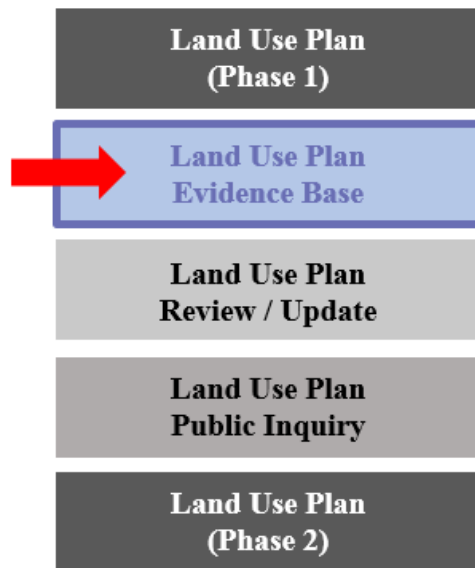 Land Use Plan
(Phase 1)
Land Use Plan
Evidence Base
Land Use Plan
Review / Update
Land Use Plan
Public Inquiry
Land Use Plan
(Phase 2)